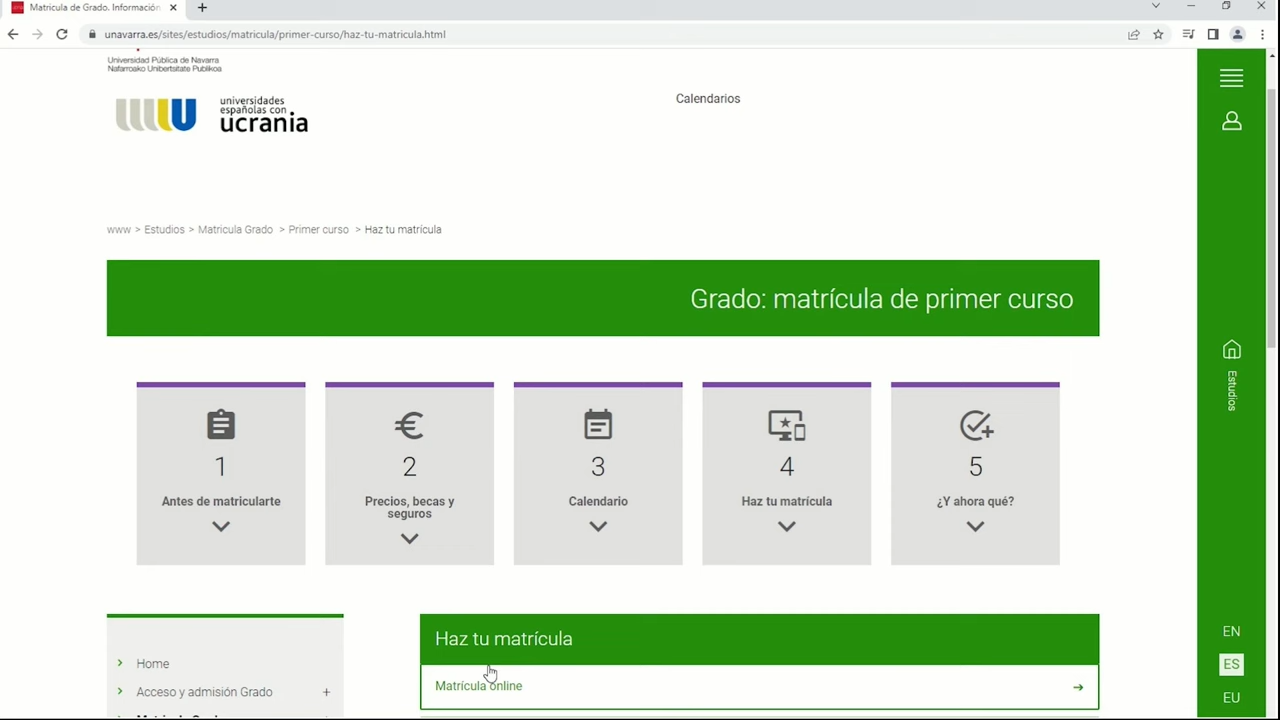 Matricula de Grado. Información
unavarra.es/sites/estudios/matricula/primer-curso/haz-tu-matricula.html
Universidad Pública de Navarra
Nafarroako Unibertsitate Publikoa
universidades
españolas con
ucrania
Calendarios
www > Estudios > Matricula Grado > Primer curso > Haz tu matrícula
Grado: matrícula de primer curso
1
Antes de matricularte
2
Precios, becas y
seguros
3
Calendario
4
Haz tu matrícula
5
¿Y ahora qué?
Estudios
Home
Acceso y admisión Grado +
Haz tu matrícula
Matrícula online
EN
ES
EU